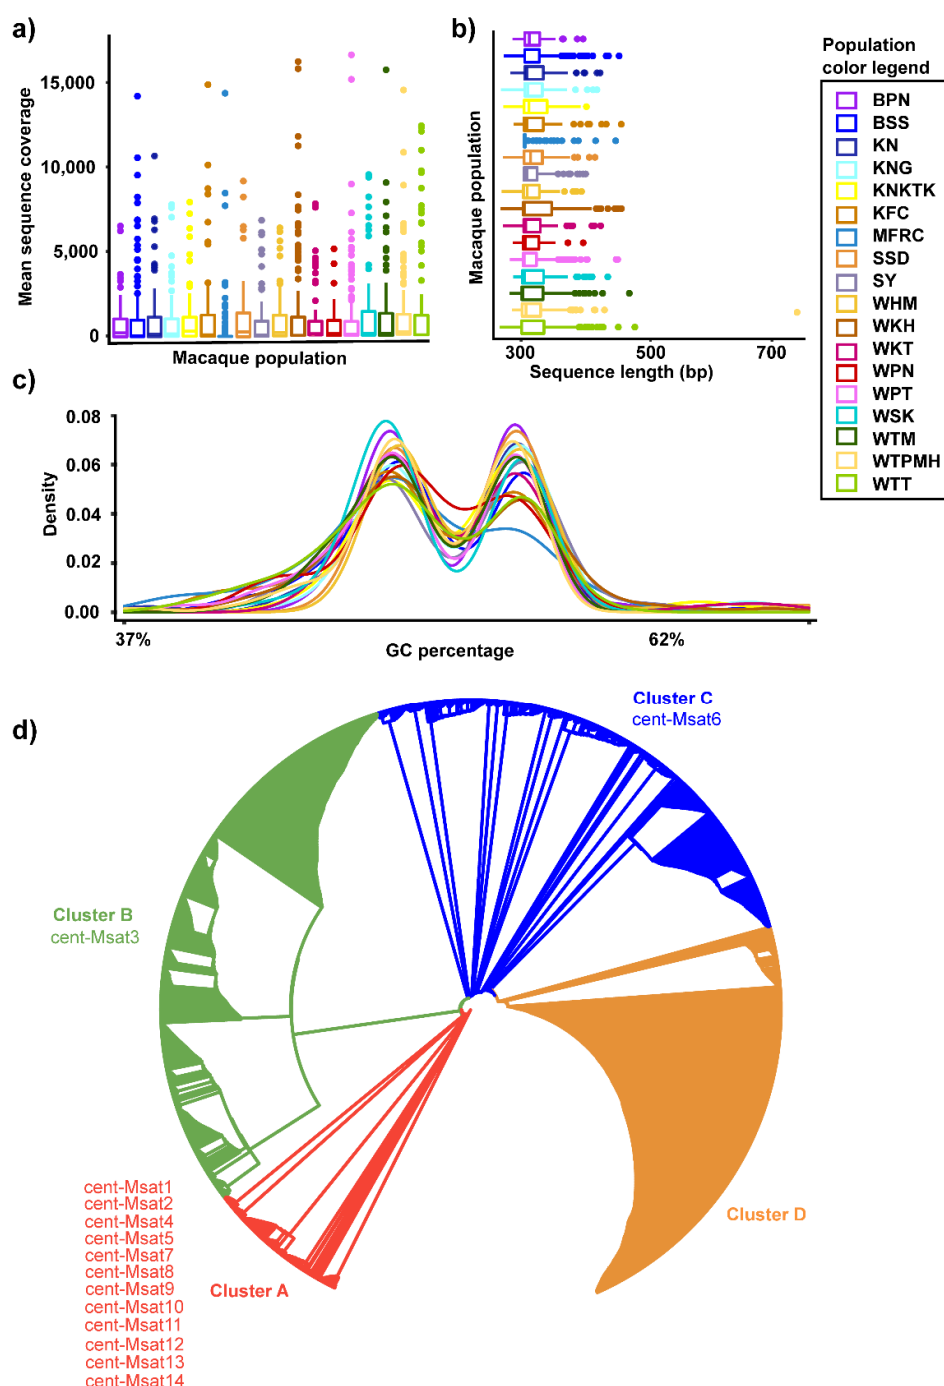 a)
Mean sequence coverage
15,000
10,000
5,000
0
Macaque population
b)
Macaque population
300
500
700
Sequence length (bp)
Population
color legend
BPN
BSS
KN
KNG
KNKTK
KFC
MFRC
SSD
SY
WHM
WKH
WKT
WPN
WPT
WSK
WTM
WTPMH
WTT
c)
Density
0.08
0.06
0.04
0.02
0.00
37%
62%
GC percentage
d)
Cluster C
cent-Msat6
Cluster B
cent-Msat3
Cluster D
Cluster A
cent-Msat1
cent-Msat2
cent-Msat4
cent-Msat5
cent-Msat7
cent-Msat8
cent-Msat9
cent-Msat10
cent-Msat11
cent-Msat12
cent-Msat13
cent-Msat14